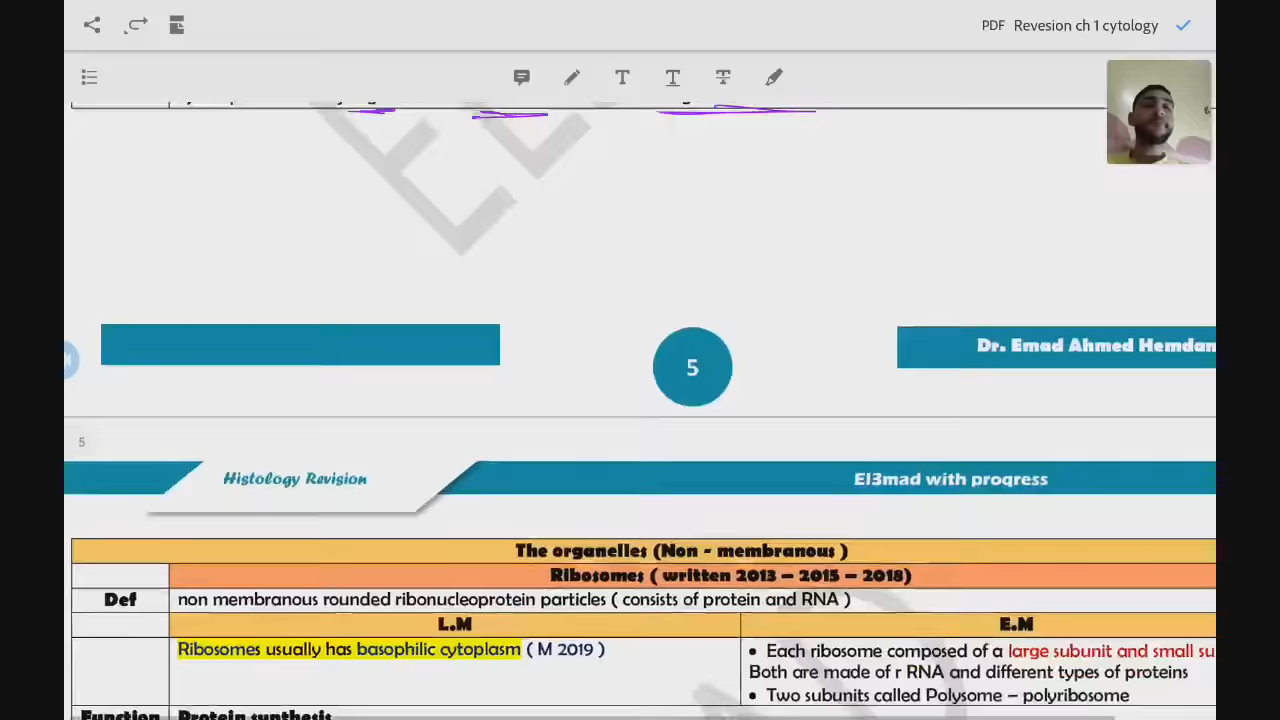 PDF Revesion ch 1 cytology
5
Dr. Emad Ahmed Hemdan
5
Histology Revision
El3mad with progress
The organelles (Non - membranous )
Ribosomes ( written 2013 – 2015 – 2018)
Def
non membranous rounded ribonucleoprotein particles ( consists of protein and RNA )
L.M
E.M
Ribosomes usually has basophilic cytoplasm ( M 2019 )
• Each ribosome composed of a large subunit and small su
Both are made of r RNA and different types of proteins
• Two subunits called Polysome – polyribosome
Function
Protein synthesis